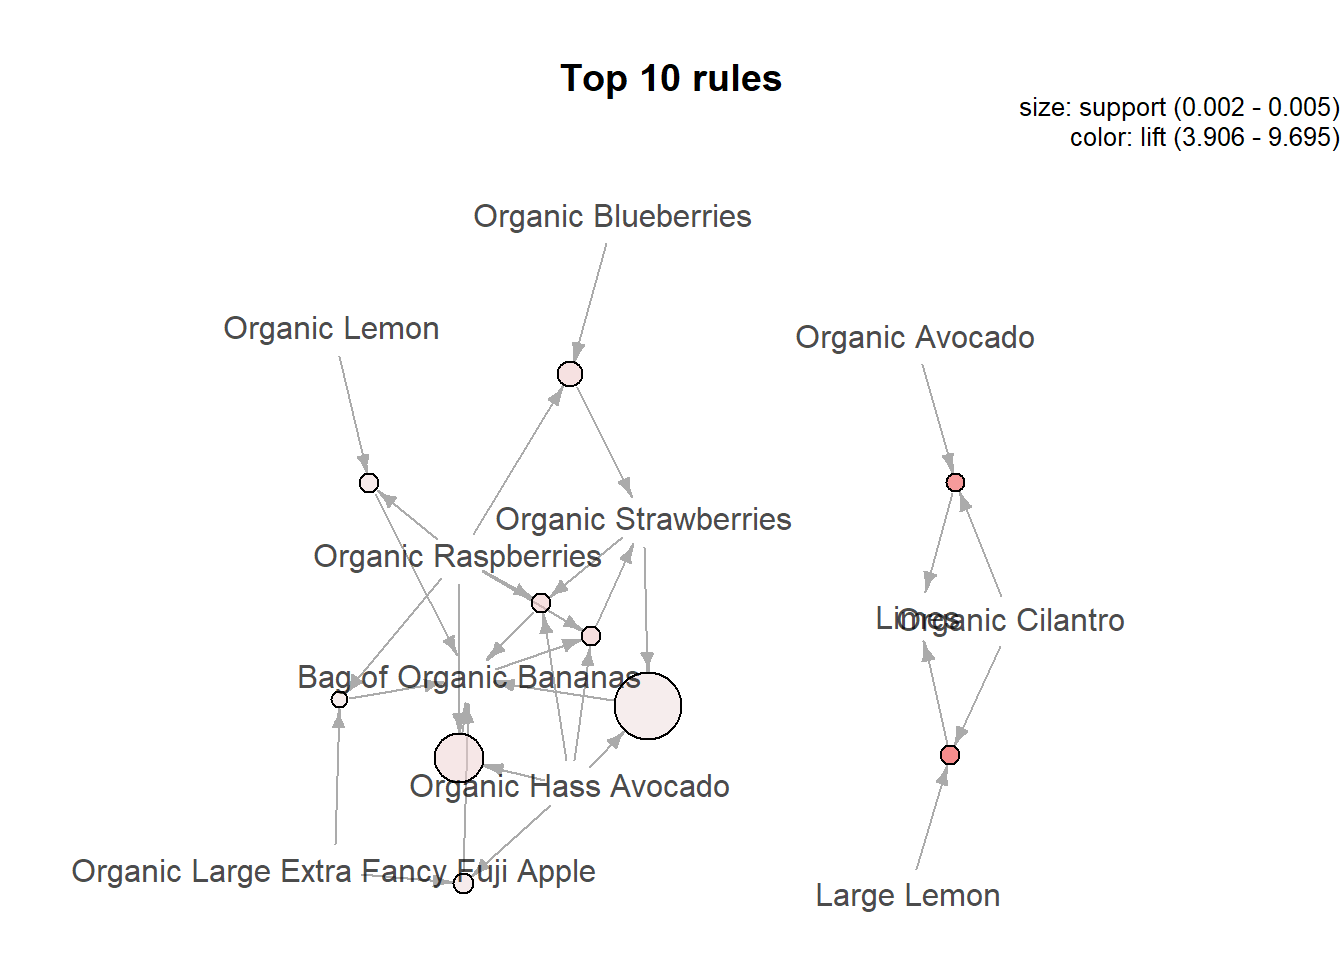 Top 10 rules
size: support (0.002 - 0.005)
color: lift (3.906 - 9.695)
Organic Blueberries
Organic Lemon
Organic Avocado
Organic Strawberries
Organic Raspberries
Limes
Organic Cilantro
Bag of Organic Bananas
Organic Hass Avocado
Organic Large Extra Fancy Fuji Apple
Large Lemon